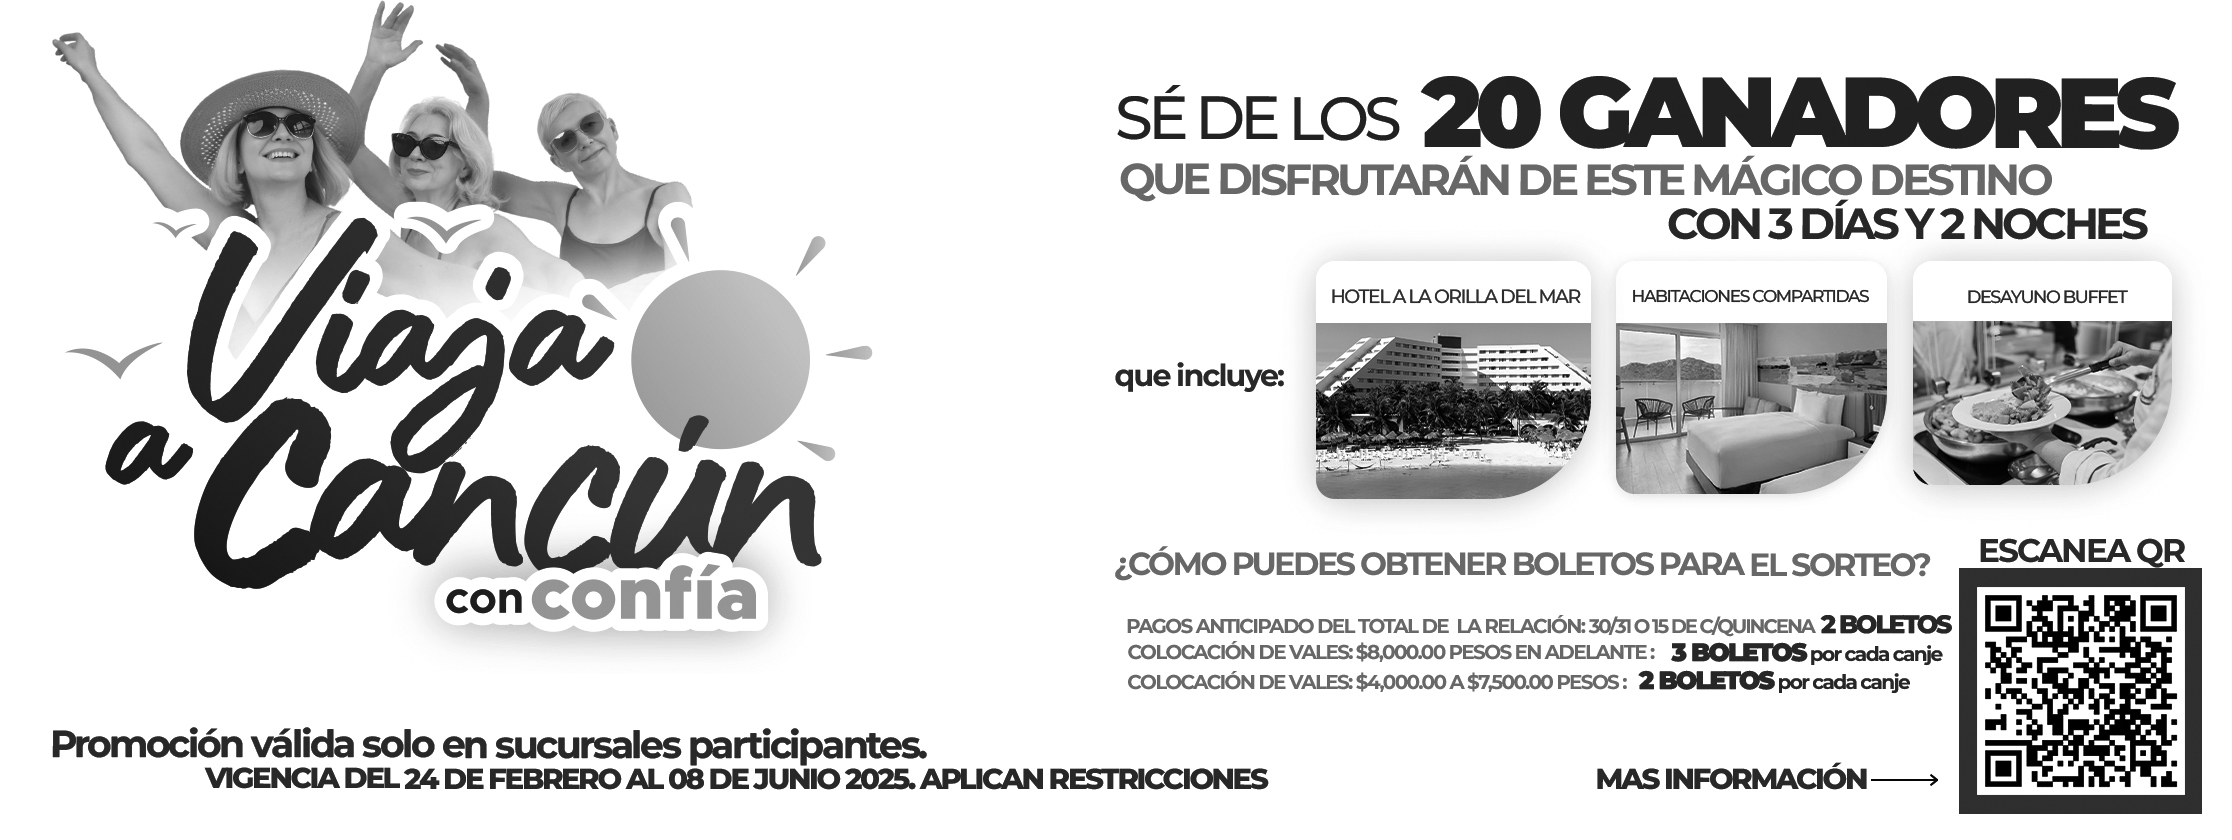 Viaja
a Cancún
con confía
Promoción válida solo en sucursales participantes.
VIGENCIA DEL 24 DE FEBRERO AL 08 DE JUNIO 2025. APLICAN RESTRICCIONES
SÉ DE LOS 20 GANADORES
QUE DISFRUTARÁN DE ESTE MÁGICO DESTINO
CON 3 DÍAS Y 2 NOCHES
que incluye:
HOTEL A LA ORILLA DEL MAR
HABITACIONES COMPARTIDAS
DESAYUNO BUFFET
¿CÓMO PUEDES OBTENER BOLETOS PARA EL SORTEO?
PAGOS ANTICIPADO DEL TOTAL DE LA RELACIÓN: 30/31 O 15 DE C/QUINCENA 2 BOLETOS
COLOCACIÓN DE VALES: $8,000.00 PESOS EN ADELANTE : 3 BOLETOS por cada canje
COLOCACIÓN DE VALES: $4,000.00 A $7,500.00 PESOS : 2 BOLETOS por cada canje
ESCANEA QR
MAS INFORMACIÓN